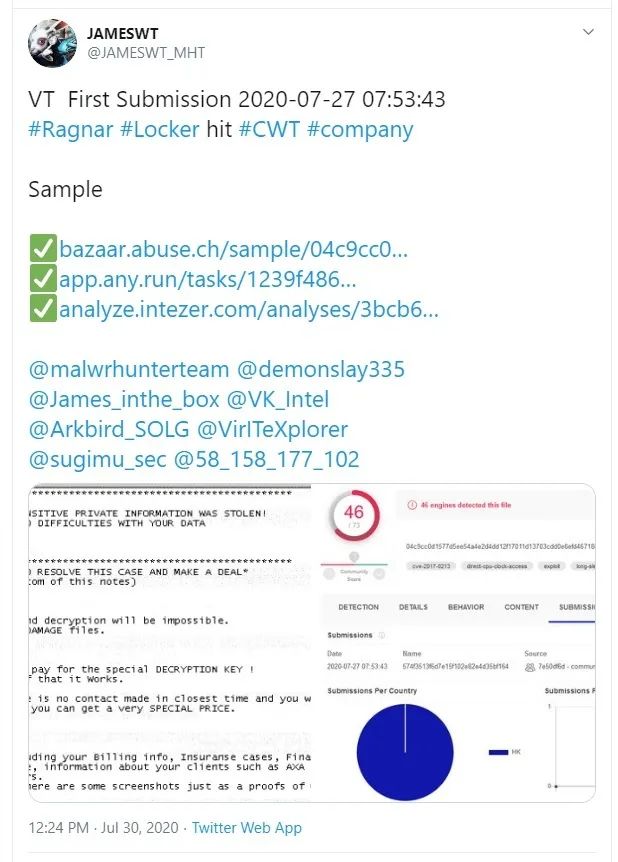 JAMESWT
@JAMESWT_MHT
VT First Submission 2020-07-27 07:53:43
#Ragnar #Locker hit #CWT #company
Sample
✅bazaar.abuse.ch/sample/04c9cc0...
✅app.any.run/tasks/1239f486...
✅analyze.intezer.com/analyses/3bcb6...
@malwrhunterteam @demonslay335
@James_inthe_box @VK_Intel
@Arkbird_SOLG @VirITeXplorer
@sugimu_sec @58_158_177_102
*****************************************
SITIVE PRIVATE INFORMATION WAS STOLEN!
DIFFICULTIES WITH YOUR DATA
*****************************************
RESOLVE THIS CASE AND MAKE A DEAL*
om of this notes)
nd decryption will be impossible.
DAMAGE files.
pay for the special DECRYPTION KEY !
that it Works.
is no contact made in closest time and you w
you can get a very SPECIAL PRICE.
ding your Billing info, Insuranse cases, Fina
, information about your clients such as AXA
rs.
here are some screenshots just as a proofs of
46
/ 73
Community
Score
46 engines detected this file
cve-2017-0213 direct-cpu-clock-access exploit long-sl
DETECTION DETAILS BEHAVIOR CONTENT SUBMISSI
Submissions
Date Name Source
2020-07-27 07:53:43 7e50df6d - commu
Submissions Per Country Submissions F
HK
1
0
12:24 PM · Jul 30, 2020 · Twitter Web App